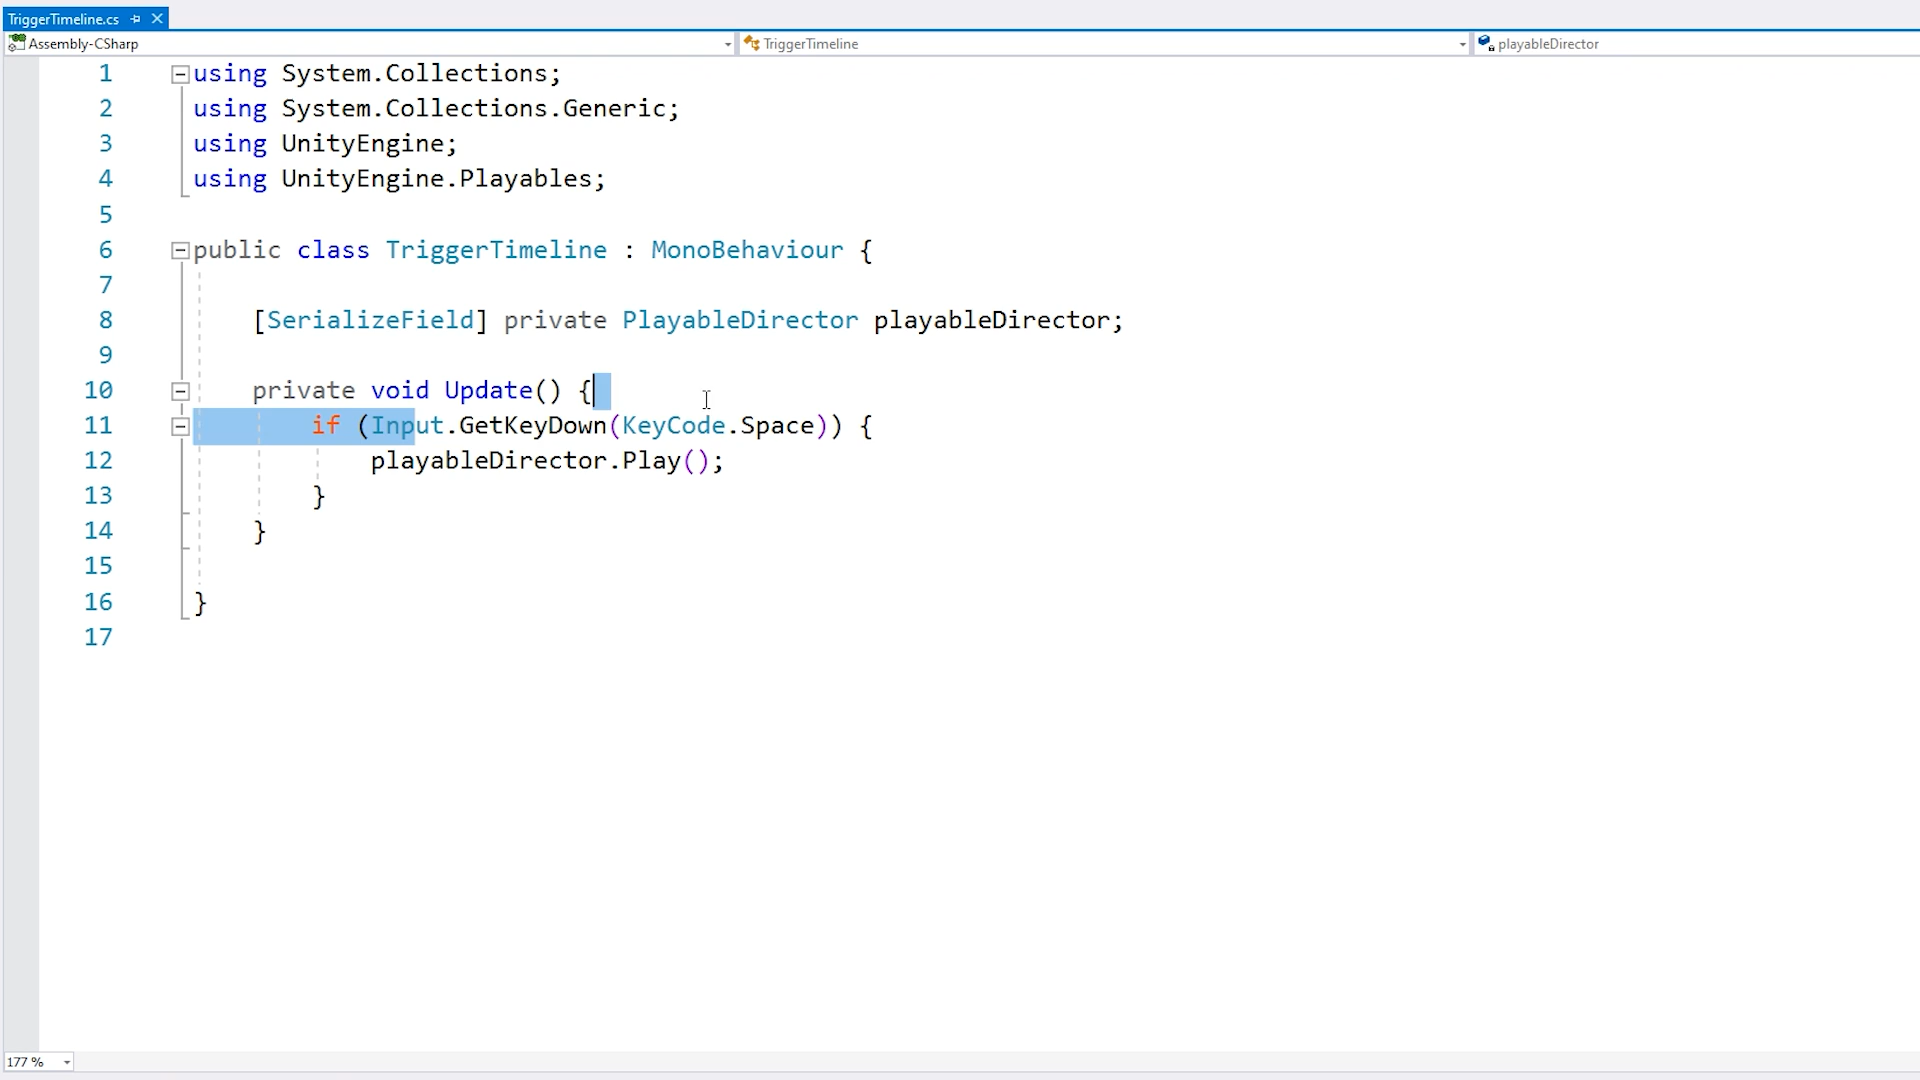 TriggerTimeline.cs
Assembly-CSharp TriggerTimeline playableDirector
1 using System.Collections;
2 using System.Collections.Generic;
3 using UnityEngine;
4 using UnityEngine.Playables;
5
6 public class TriggerTimeline : MonoBehaviour {
7
8 [SerializeField] private PlayableDirector playableDirector;
9
10 private void Update() {
11 if (Input.GetKeyDown(KeyCode.Space)) {
12 playableDirector.Play();
13 }
14 }
15
16 }
17
177 %